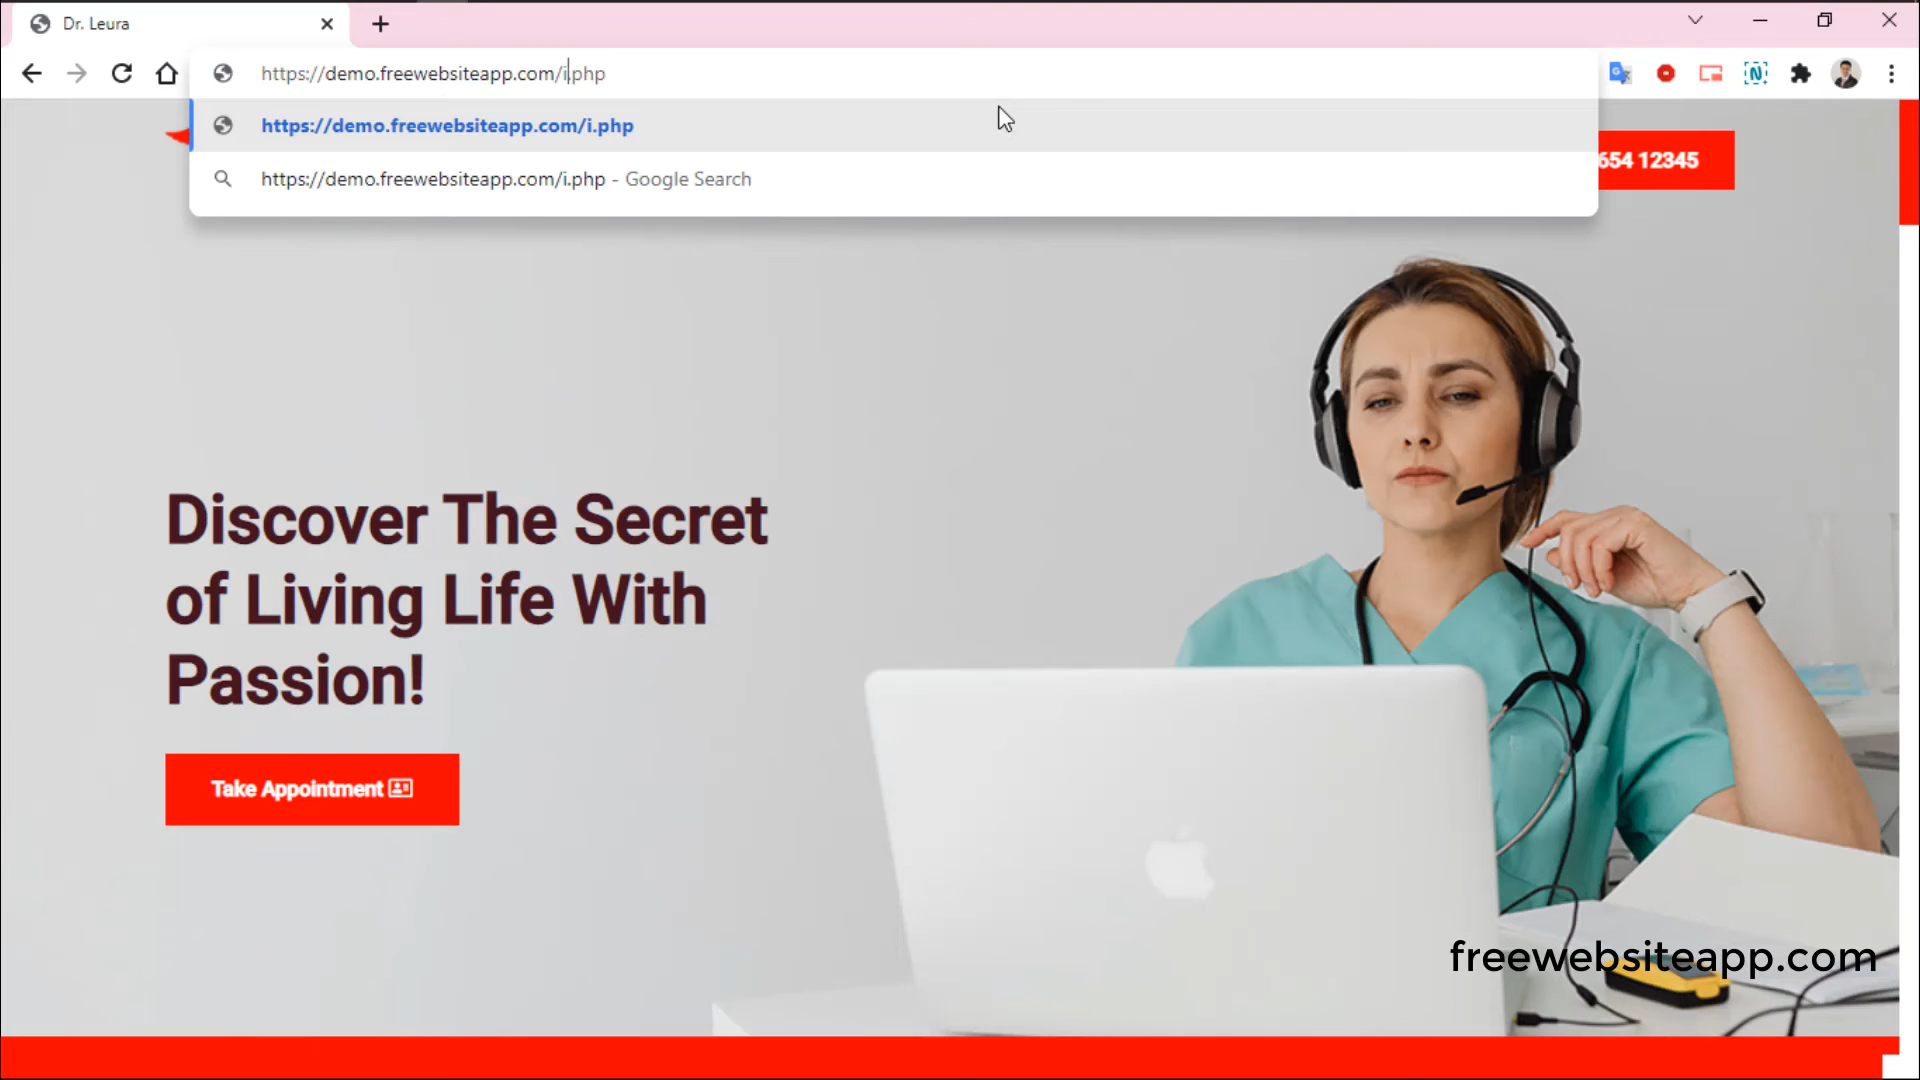 Dr. Leura
https://demo.freewebsiteapp.com/i.php
https://demo.freewebsiteapp.com/i.php
https://demo.freewebsiteapp.com/i.php - Google Search
654 12345
Discover The Secret
of Living Life With
Passion!
Take Appointment
freewebsiteapp.com